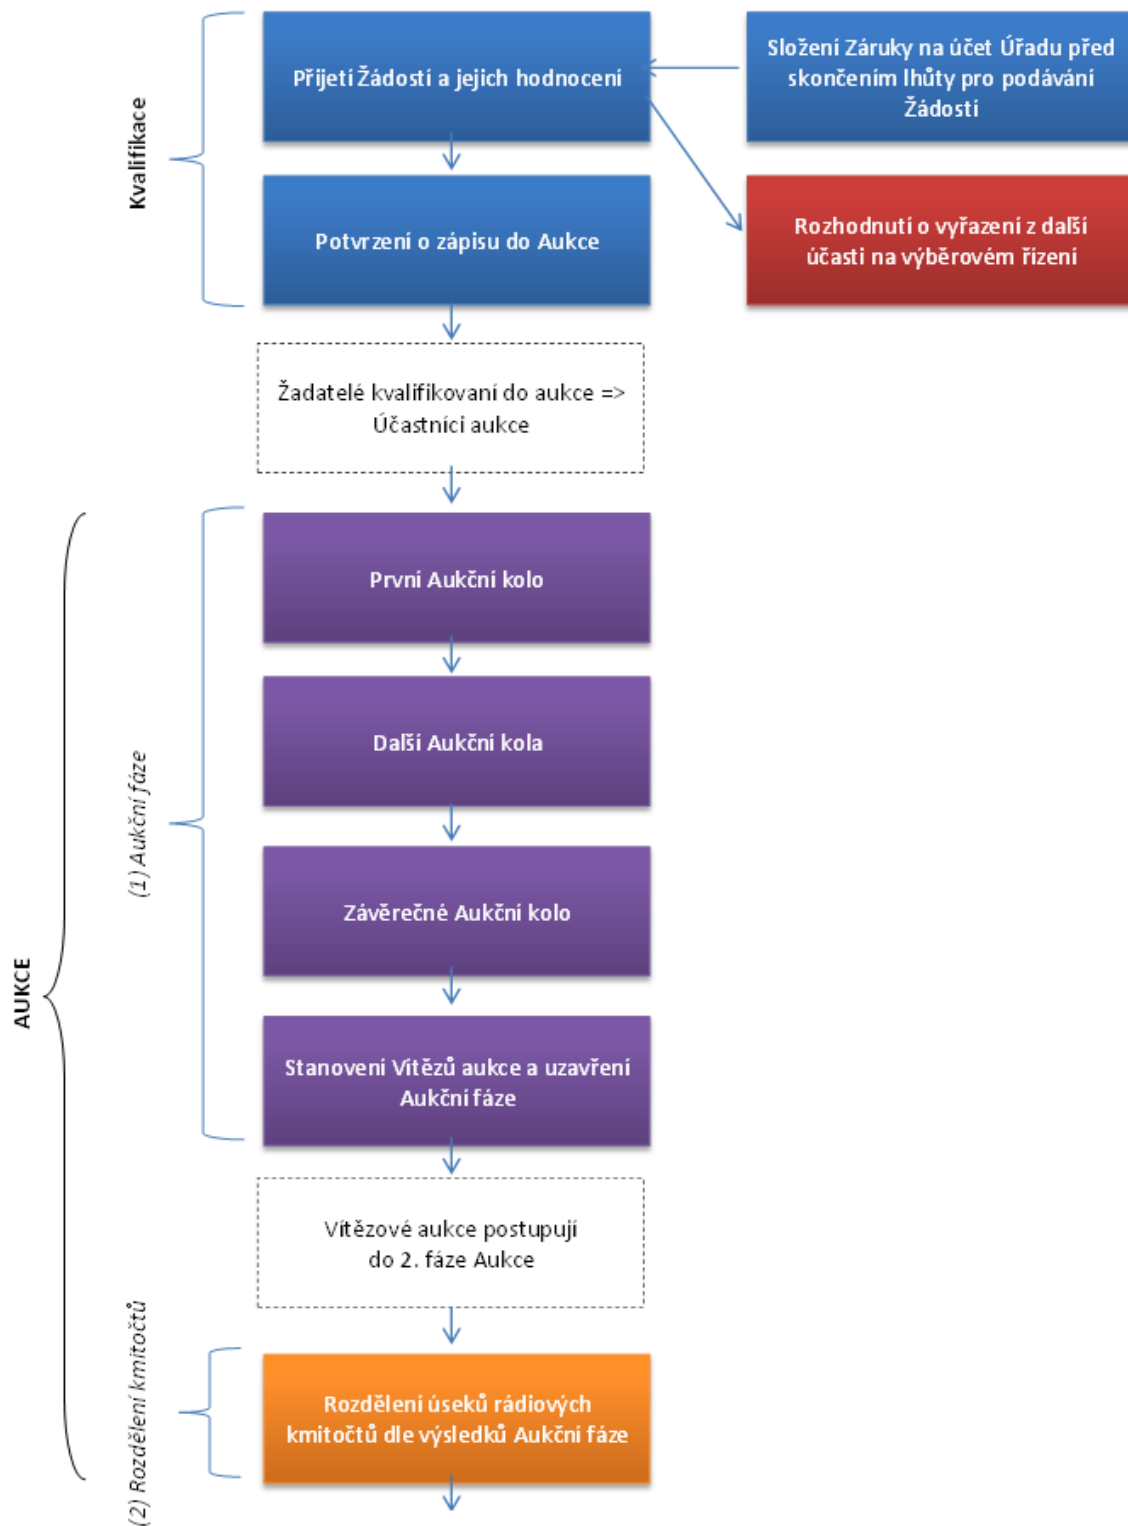 Kvalifikace
Přijetí Žádostí a jejich hodnocení
Složení Záruky na účet Úřadu před
skončením lhůty pro podávání
Žádostí
Potvrzení o zápisu do Aukce
Rozhodnutí o vyřazení z další
účasti na výběrovém řízení
Žadatelé kvalifikovaní do aukce =>
Účastníci aukce
AUKCE
(1) Aukční fáze
První Aukční kolo
Další Aukční kola
Závěrečné Aukční kolo
Stanovení Vítězů aukce a uzavření
Aukční fáze
Vítězové aukce postupují
do 2. fáze Aukce
(2) Rozdělení kmitočtů
Rozdělení úseků rádiových
kmitočtů dle výsledků Aukční fáze